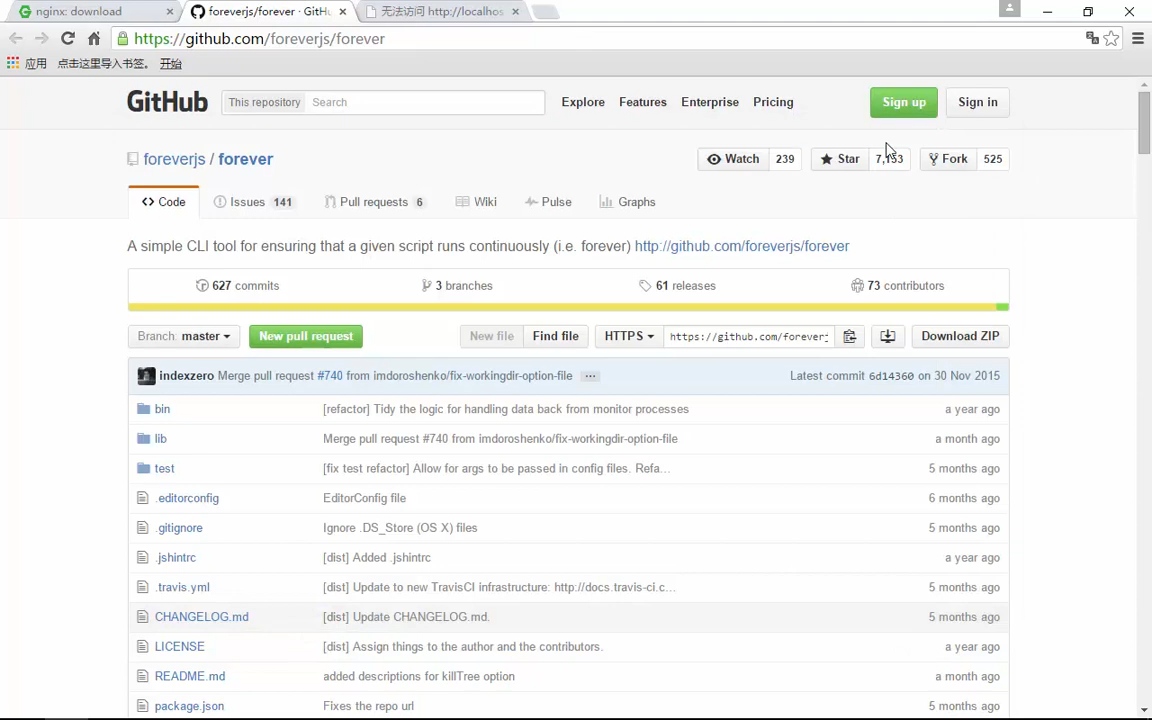 nginx: download
foreverjs/forever · GitHu
无法访问 http://localhos
https://github.com/foreverjs/forever
应用 点击这里导入书签。 开始
GitHub This repository Search Explore Features Enterprise Pricing Sign up Sign in
foreverjs / forever Watch 239 Star 7,153 Fork 525
Code Issues 141 Pull requests 6 Wiki Pulse Graphs
A simple CLI tool for ensuring that a given script runs continuously (i.e. forever) http://github.com/foreverjs/forever
627 commits 3 branches 61 releases 73 contributors
Branch: master New pull request New file Find file HTTPS https://github.com/foreverj Download ZIP
indexzero Merge pull request #740 from imdoroshenko/fix-workingdir-option-file … Latest commit 6d14360 on 30 Nov 2015
bin [refactor] Tidy the logic for handling data back from monitor processes a year ago
lib Merge pull request #740 from imdoroshenko/fix-workingdir-option-file a month ago
test [fix test refactor] Allow for args to be passed in config files. Refa… 5 months ago
.editorconfig EditorConfig file 6 months ago
.gitignore Ignore .DS_Store (OS X) files 5 months ago
.jshintrc [dist] Added .jshintrc a year ago
.travis.yml [dist] Update to new TravisCI infrastructure: http://docs.travis-ci.c… 5 months ago
CHANGELOG.md [dist] Update CHANGELOG.md. 5 months ago
LICENSE [dist] Assign things to the author and the contributors. a year ago
README.md added descriptions for killTree option a month ago
package.json Fixes the repo url 5 months ago